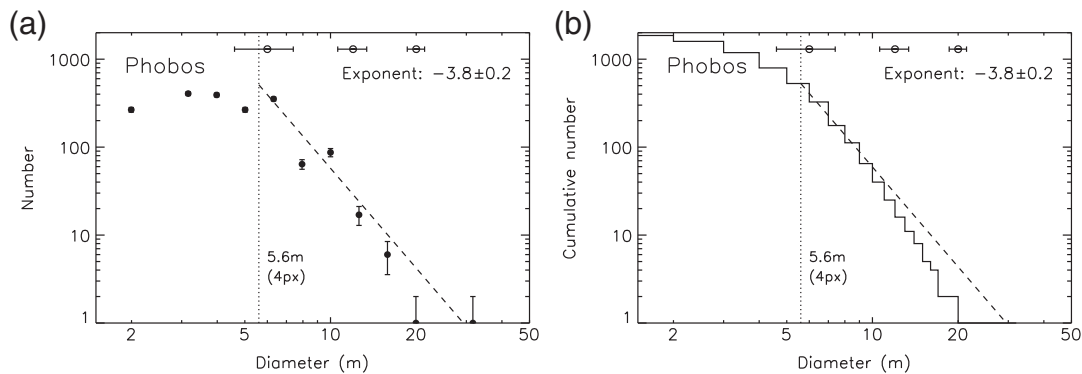 (a)
Phobos
Exponent: −3.8±0.2
Number
1000
100
10
1
5.6m
(4px)
2
5
10
20
50
Diameter (m)
(b)
Phobos
Exponent: −3.8±0.2
Cumulative number
1000
100
10
1
5.6m
(4px)
2
5
10
20
50
Diameter (m)